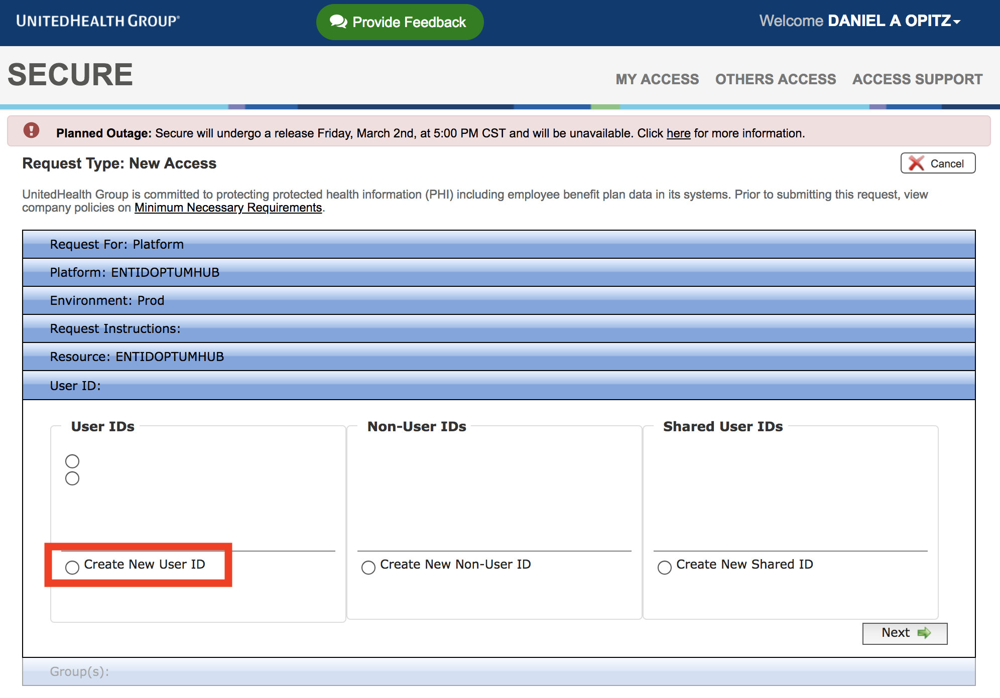 UNITEDHEALTH GROUP®
Provide Feedback
Welcome DANIEL A OPITZ
SECURE
MY ACCESS OTHERS ACCESS ACCESS SUPPORT
Planned Outage: Secure will undergo a release Friday, March 2nd, at 5:00 PM CST and will be unavailable. Click here for more information.
Request Type: New Access
Cancel
UnitedHealth Group is committed to protecting protected health information (PHI) including employee benefit plan data in its systems. Prior to submitting this request, view
company policies on Minimum Necessary Requirements.
Request For: Platform
Platform: ENTIDOPTUMHUB
Environment: Prod
Request Instructions:
Resource: ENTIDOPTUMHUB
User ID:
User IDs
Non-User IDs
Shared User IDs
Create New User ID
Create New Non-User ID
Create New Shared ID
Next
Group(s):